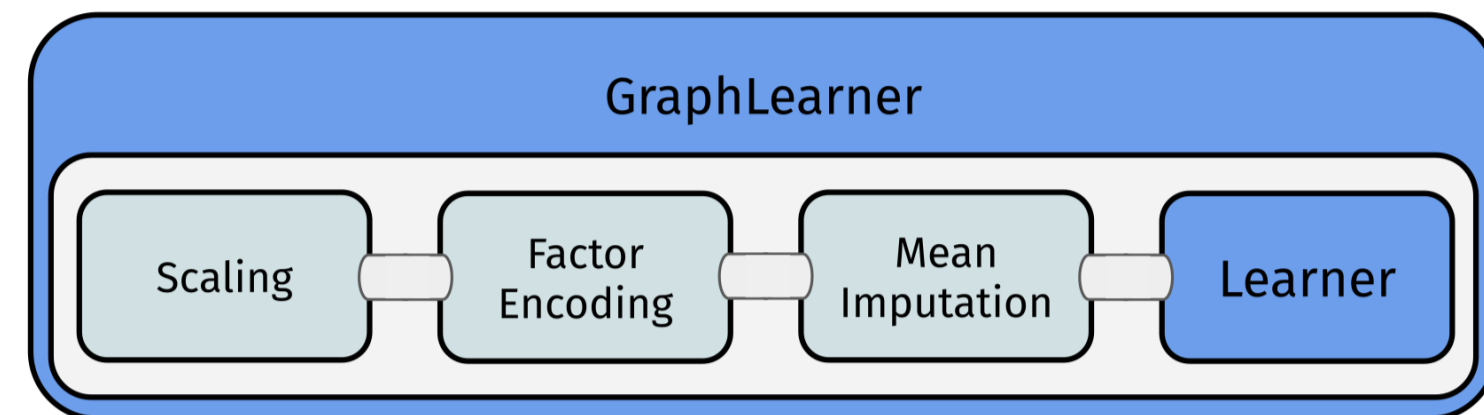 GraphLearner
Scaling
Factor
Encoding
Mean
Imputation
Learner